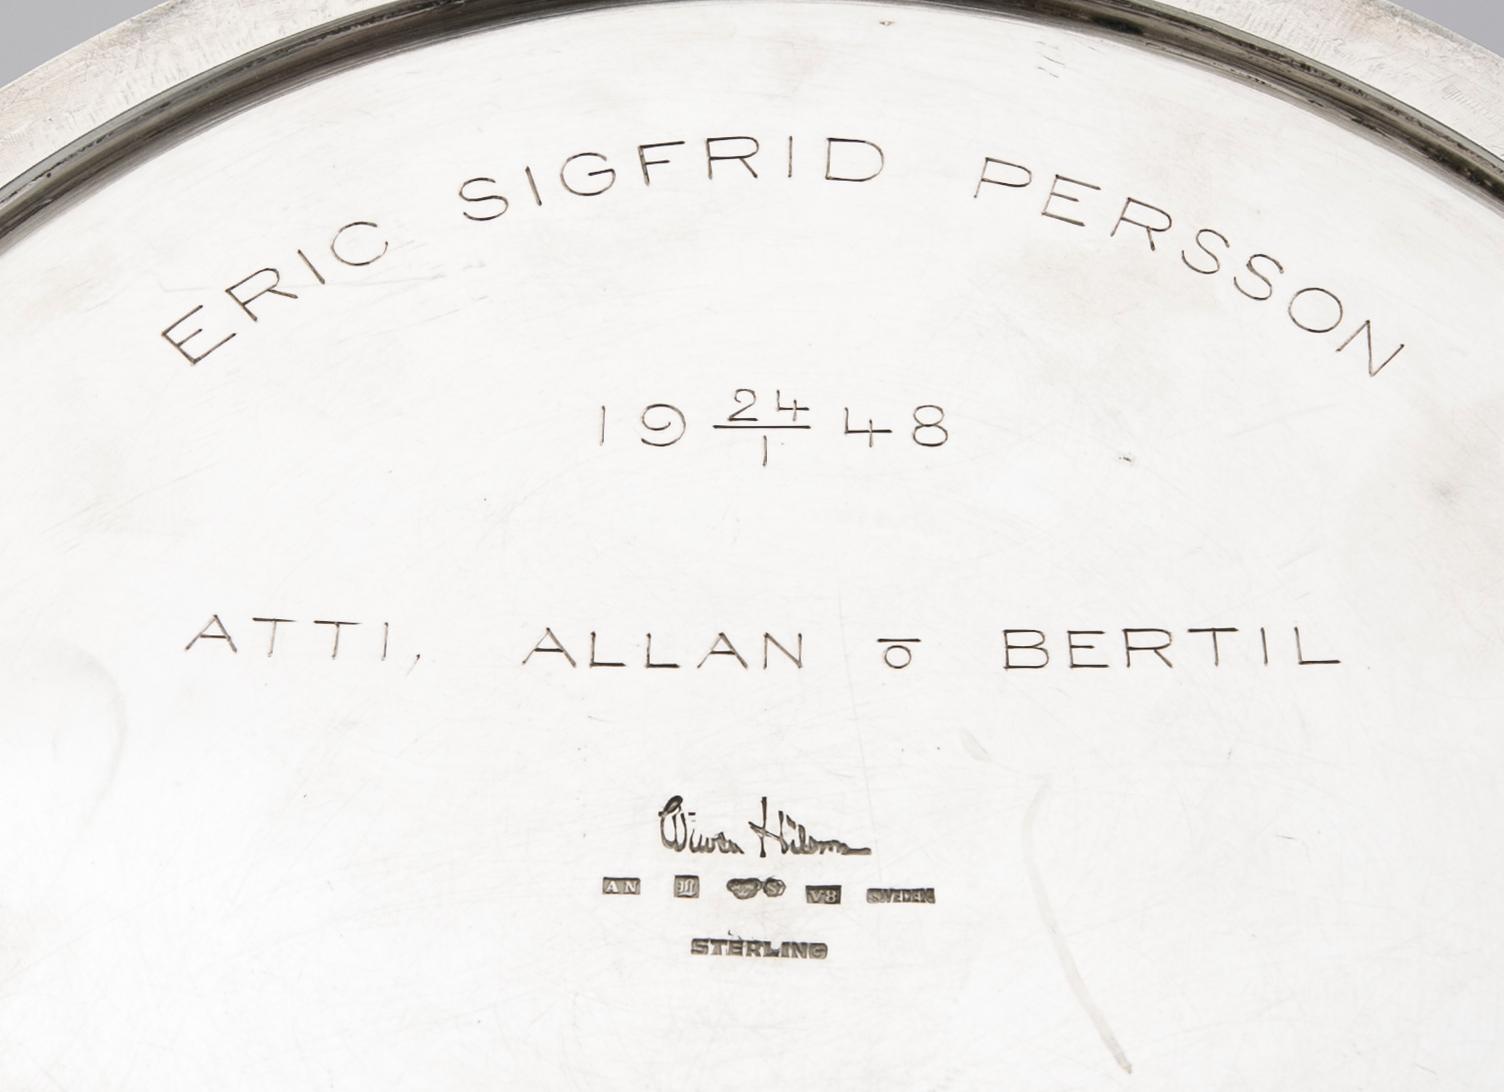 ERIC SIGFRID PERSSON
19 24/1 48
ATTI, ALLAN o̅ BERTIL
Wiwen Nilsson
AN S V8 SWEDEN
STERLING